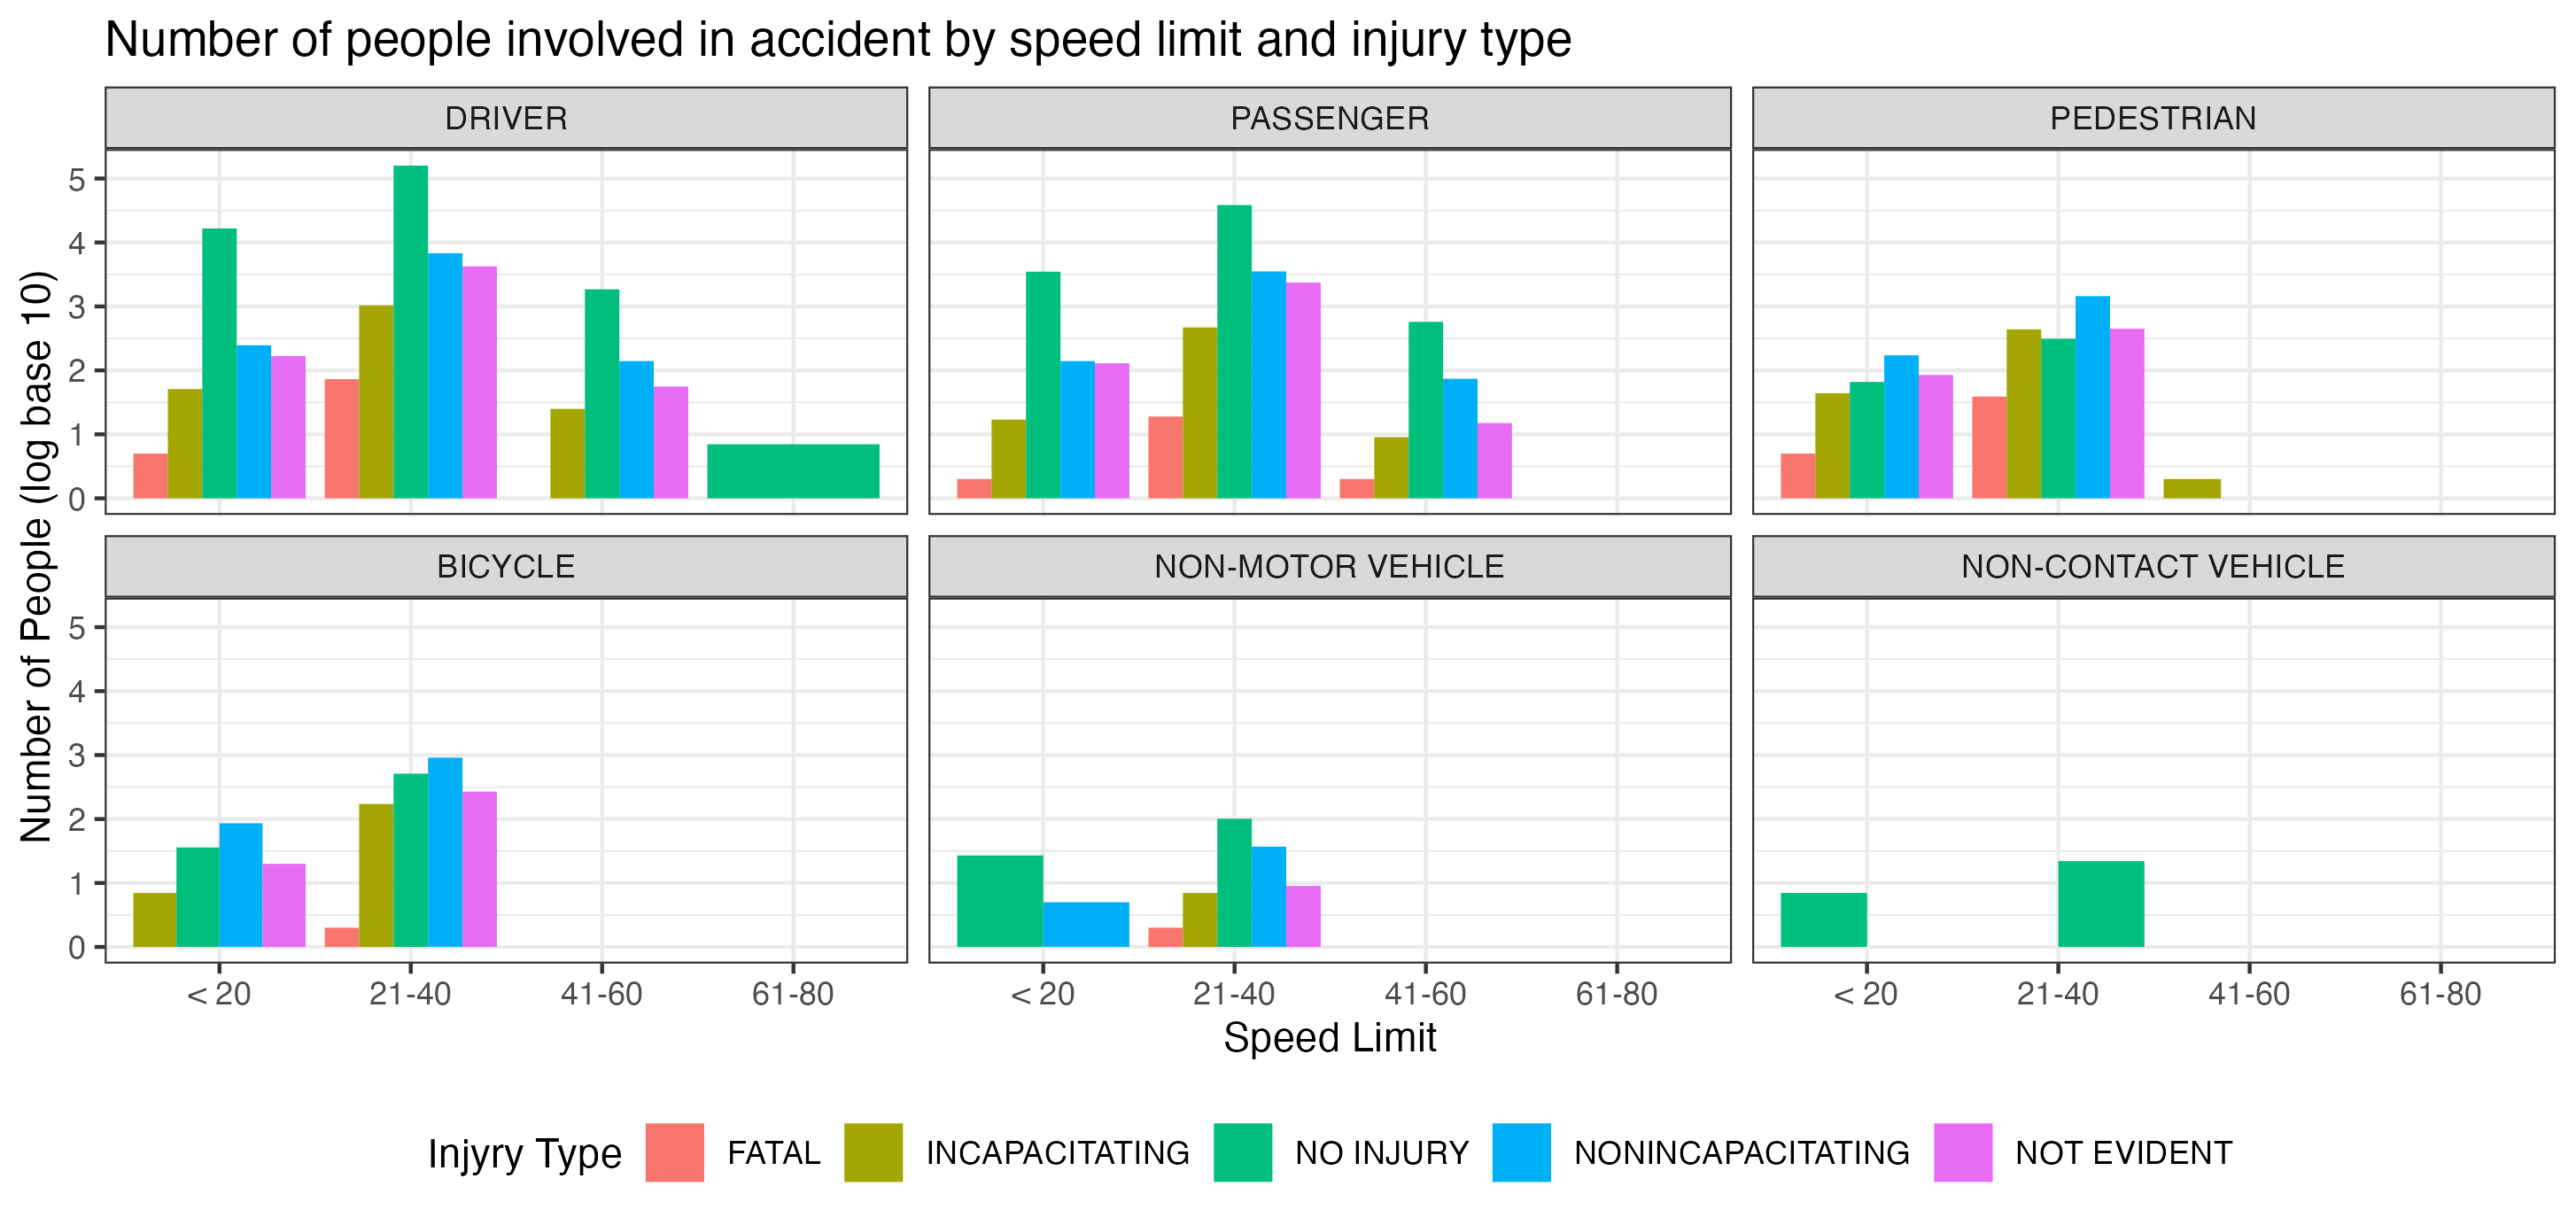 Number of people involved in accident by speed limit and injury type
DRIVER
PASSENGER
PEDESTRIAN
5
4
3
2
1
0
BICYCLE
NON-MOTOR VEHICLE
NON-CONTACT VEHICLE
5
4
3
2
1
0
Number of People (log base 10)
< 20 21-40 41-60 61-80
< 20 21-40 41-60 61-80
< 20 21-40 41-60 61-80
Speed Limit
Injyry Type FATAL INCAPACITATING NO INJURY NONINCAPACITATING NOT EVIDENT